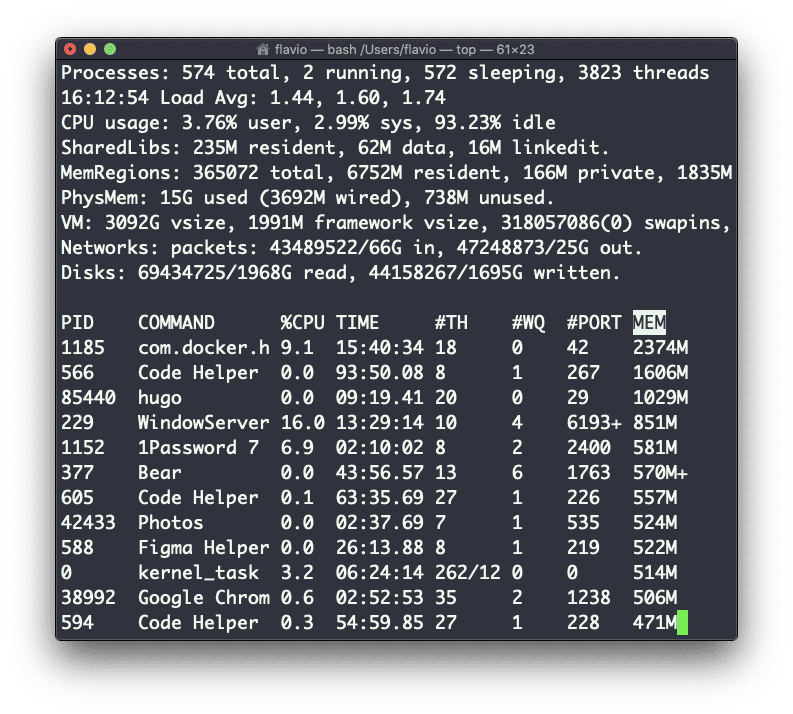 flavio — bash /Users/flavio — top — 61×23
Processes: 574 total, 2 running, 572 sleeping, 3823 threads
16:12:54 Load Avg: 1.44, 1.60, 1.74
CPU usage: 3.76% user, 2.99% sys, 93.23% idle
SharedLibs: 235M resident, 62M data, 16M linkedit.
MemRegions: 365072 total, 6752M resident, 166M private, 1835M
PhysMem: 15G used (3692M wired), 738M unused.
VM: 3092G vsize, 1991M framework vsize, 318057086(0) swapins,
Networks: packets: 43489522/66G in, 47248873/25G out.
Disks: 69434725/1968G read, 44158267/1695G written.
PID COMMAND %CPU TIME #TH #WQ #PORT MEM
1185 com.docker.h 9.1 15:40:34 18 0 42 2374M
566 Code Helper 0.0 93:50.08 8 1 267 1606M
85440 hugo 0.0 09:19.41 20 0 29 1029M
229 WindowServer 16.0 13:29:14 10 4 6193+ 851M
1152 1Password 7 6.9 02:10:02 8 2 2400 581M
377 Bear 0.0 43:56.57 13 6 1763 570M+
605 Code Helper 0.1 63:35.69 27 1 226 557M
42433 Photos 0.0 02:37.69 7 1 535 524M
588 Figma Helper 0.0 26:13.88 8 1 219 522M
0 kernel_task 3.2 06:24:14 262/12 0 0 514M
38992 Google Chrom 0.6 02:52:53 35 2 1238 506M
594 Code Helper 0.3 54:59.85 27 1 228 471M